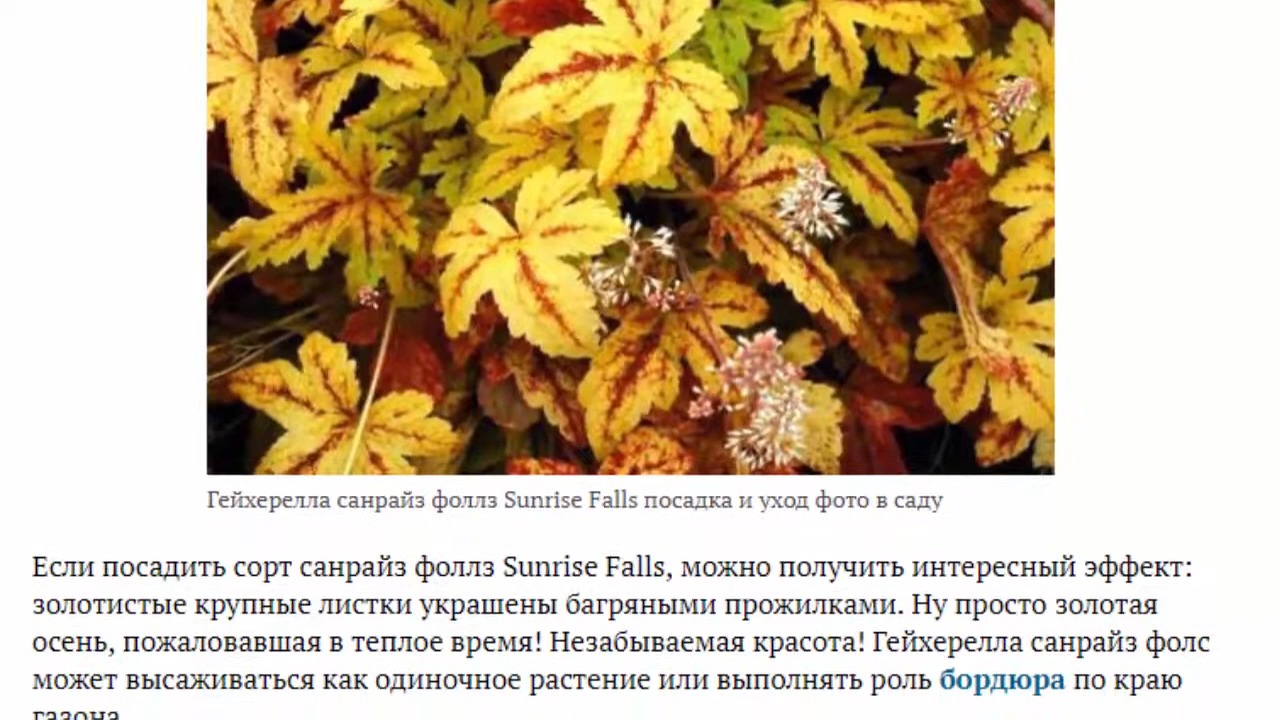 Гейхерелла санрайз фоллз Sunrise Falls посадка и уход фото в саду
Если посадить сорт санрайз фоллз Sunrise Falls, можно получить интересный эффект:
золотистые крупные листки украшены багряными прожилками. Ну просто золотая
осень, пожаловавшая в теплое время! Незабываемая красота! Гейхерелла санрайз фолс
может высаживаться как одиночное растение или выполнять роль бордюра по краю
газона.